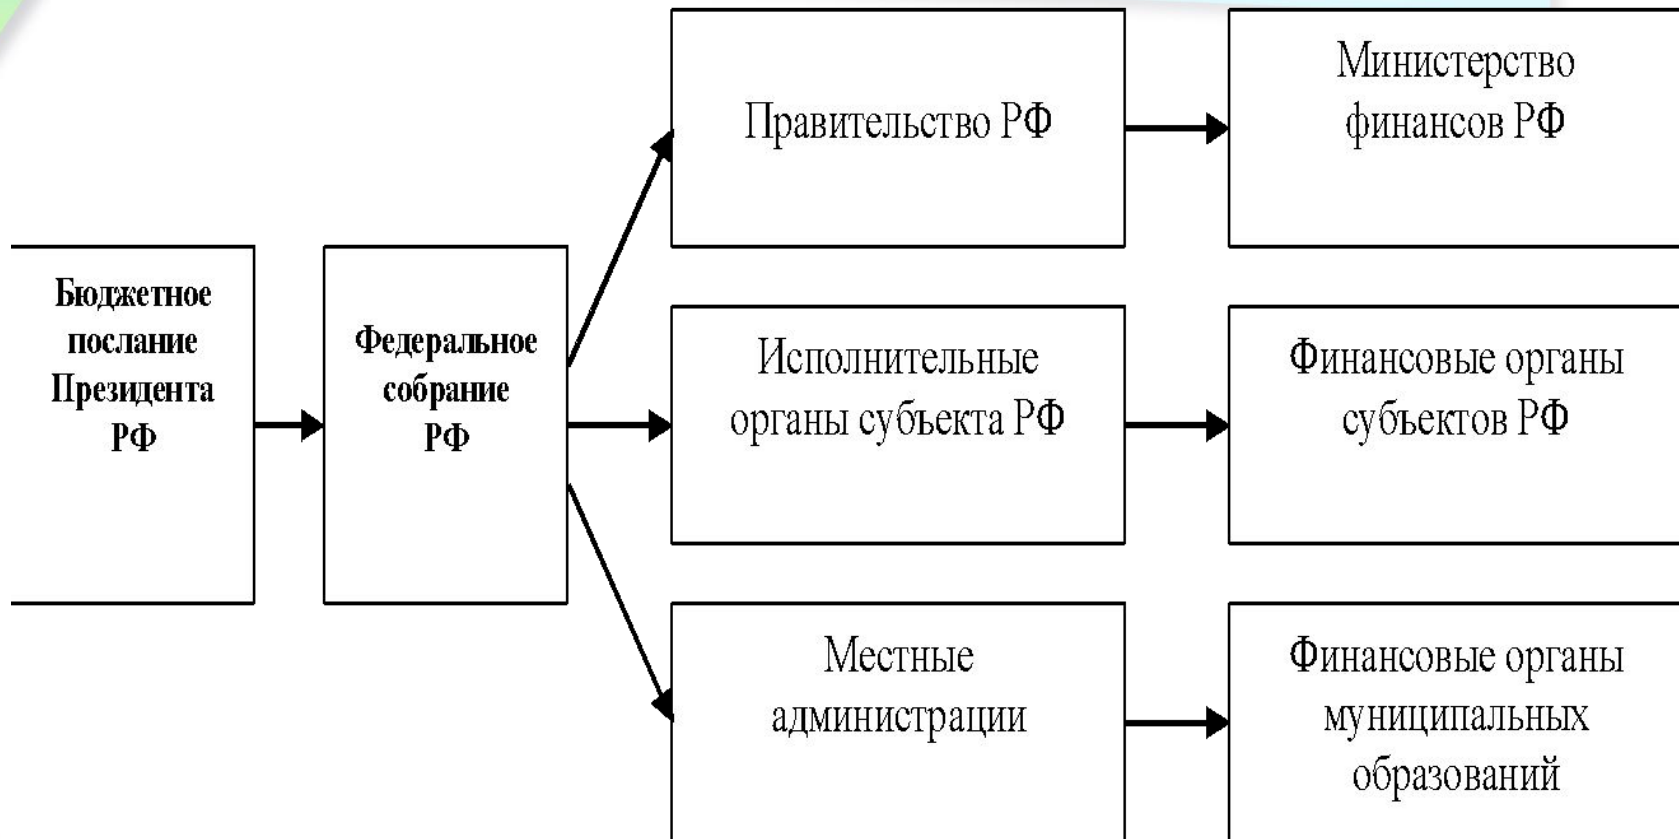 Бюджетное
послание
Президента
РФ
Федеральное
собрание
РФ
Правительство РФ
Министерство
финансов РФ
Исполнительные
органы субъекта РФ
Финансовые органы
субъектов РФ
Местные
администрации
Финансовые органы
муниципальных
образований